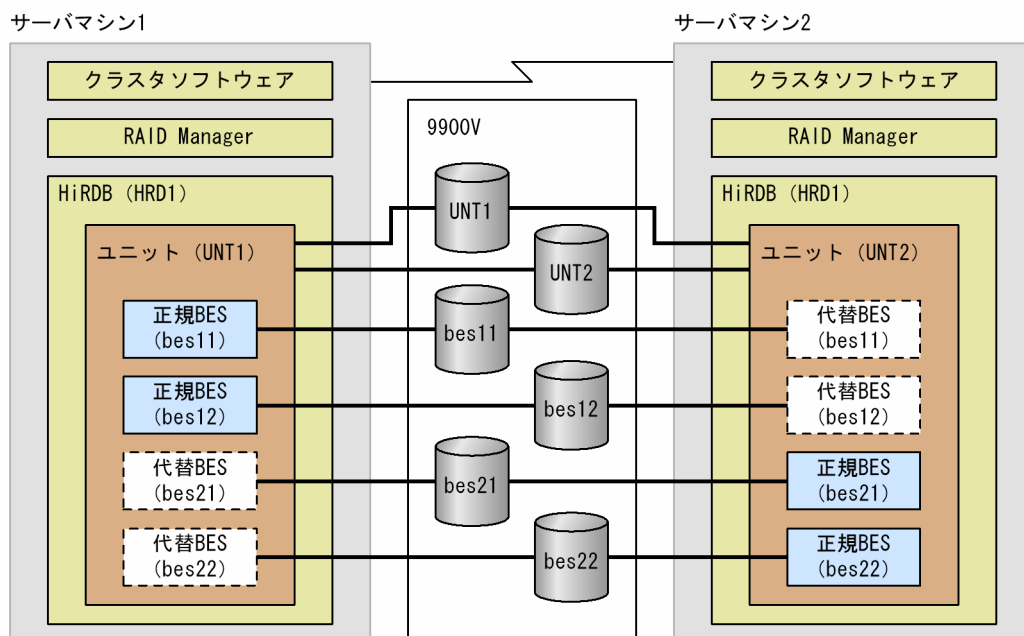 サーバマシン1
クラスタソフトウェア
RAID Manager
HiRDB(HRD1)
ユニット(UNT1)
正規BES
(bes11)
正規BES
(bes12)
代替BES
(bes21)
代替BES
(bes22)
9900V
UNT1
UNT2
bes11
bes12
bes21
bes22
サーバマシン2
クラスタソフトウェア
RAID Manager
HiRDB(HRD1)
ユニット(UNT2)
代替BES
(bes11)
代替BES
(bes12)
正規BES
(bes21)
正規BES
(bes22)